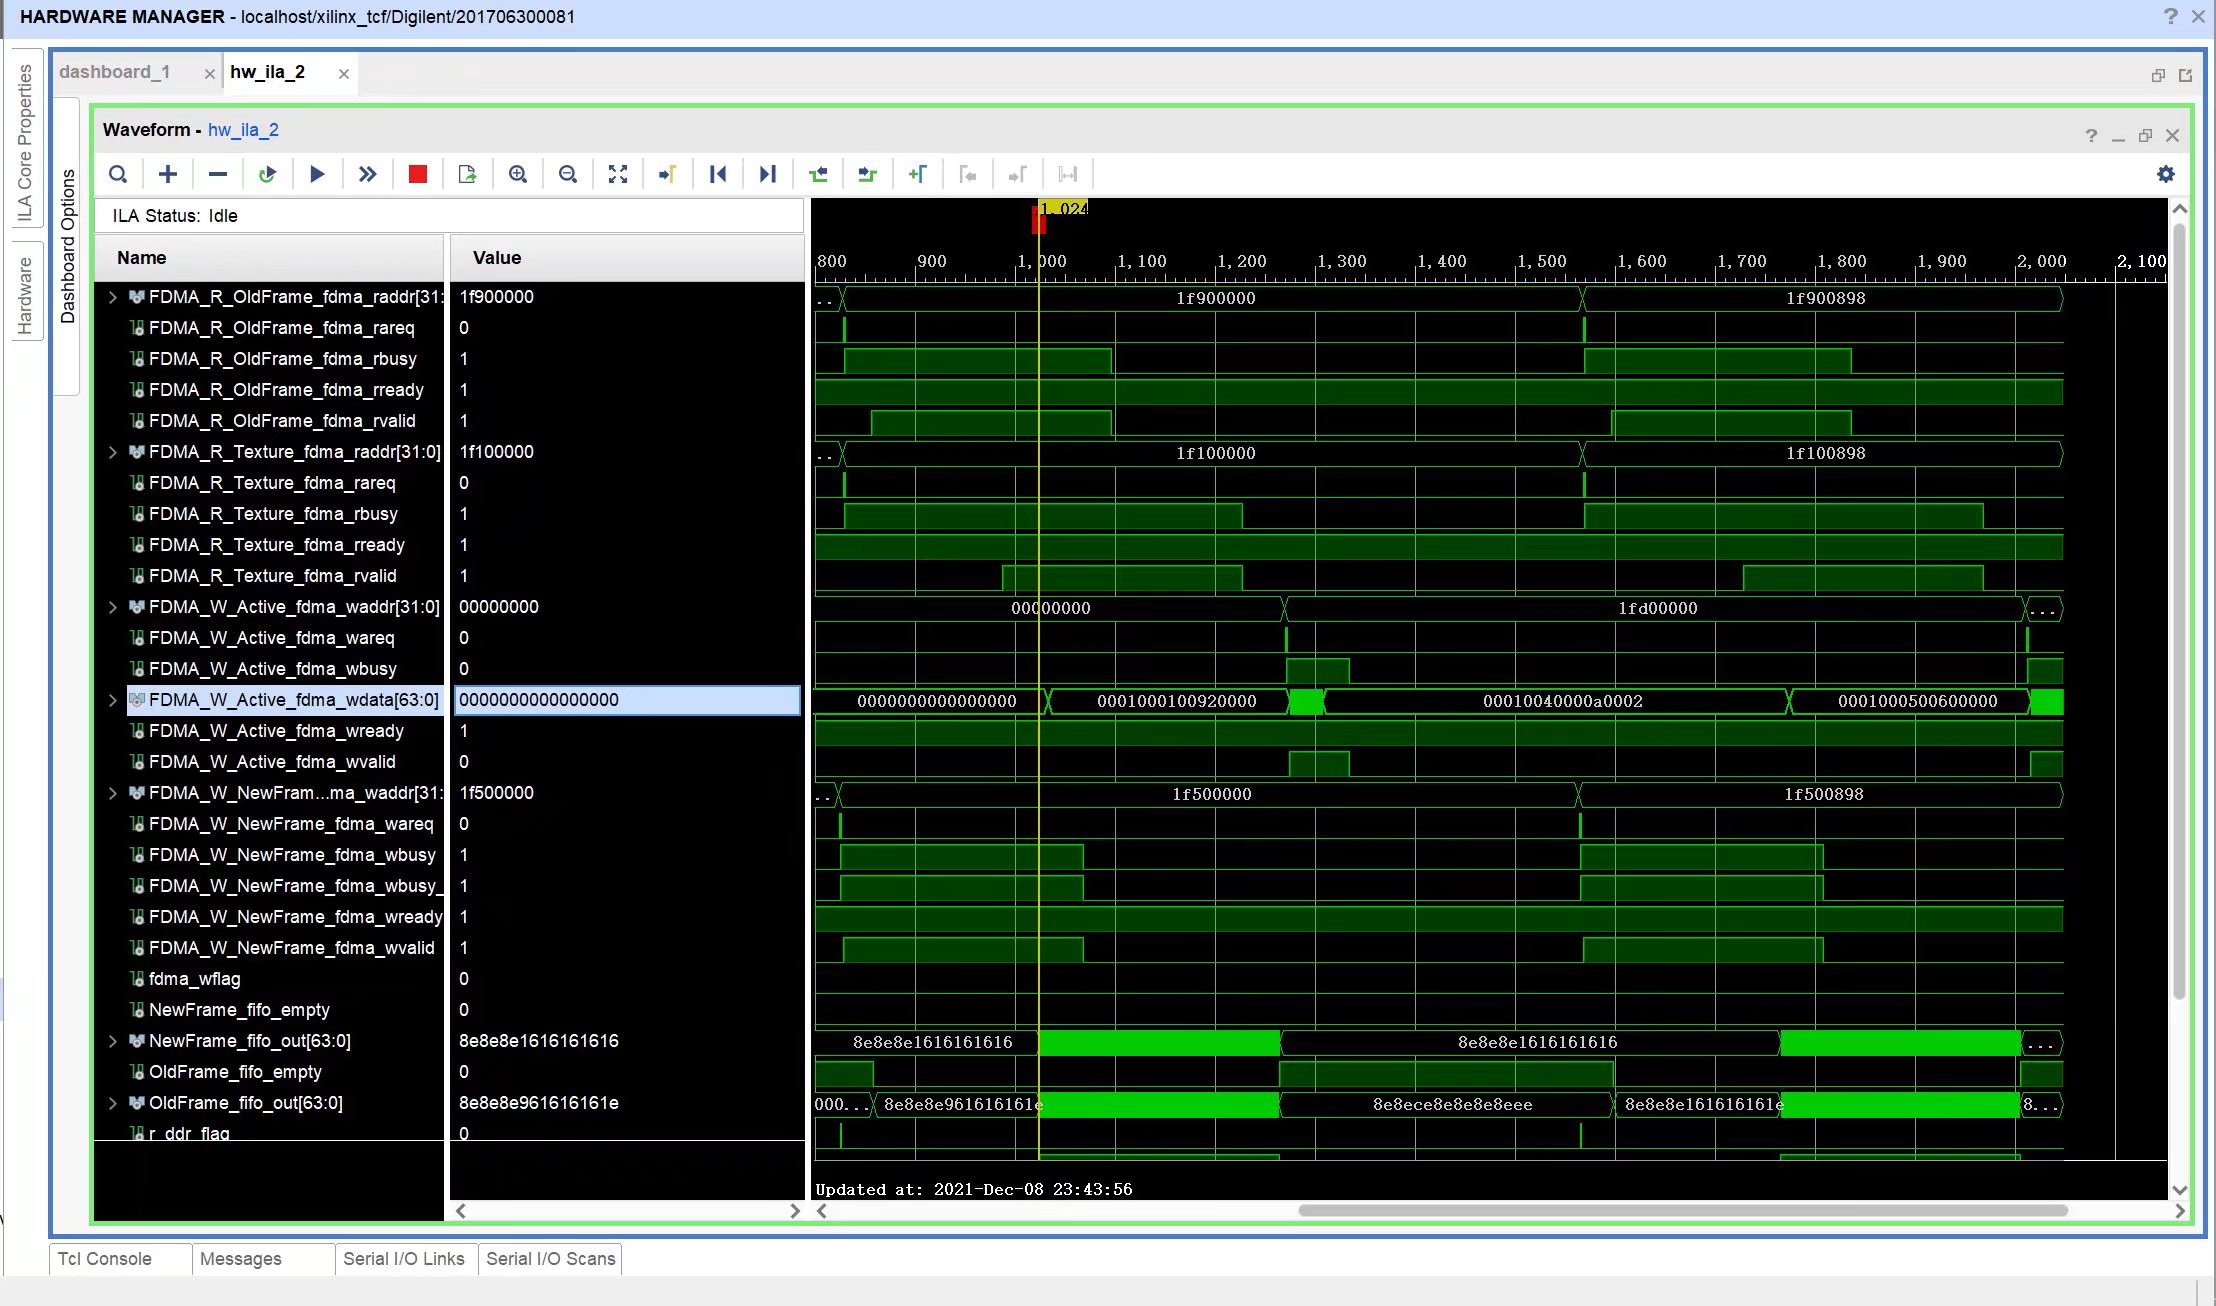 HARDWARE MANAGER - localhost/xilinx_tcf/Digilent/201706300081
ILA Core Properties
Hardware
dashboard_1
hw_ila_2
Dashboard Options
Waveform - hw_ila_2
ILA Status: Idle
1,024
Name Value
800 900 1,000 1,100 1,200 1,300 1,400 1,500 1,600 1,700 1,800 1,900 2,000 2,100
FDMA_R_OldFrame_fdma_raddr[31: 1f900000 .. 1f900000 1f900898
FDMA_R_OldFrame_fdma_rareq 0
FDMA_R_OldFrame_fdma_rbusy 1
FDMA_R_OldFrame_fdma_rready 1
FDMA_R_OldFrame_fdma_rvalid 1
FDMA_R_Texture_fdma_raddr[31:0] 1f100000 .. 1f100000 1f100898
FDMA_R_Texture_fdma_rareq 0
FDMA_R_Texture_fdma_rbusy 1
FDMA_R_Texture_fdma_rready 1
FDMA_R_Texture_fdma_rvalid 1
FDMA_W_Active_fdma_waddr[31:0] 00000000 00000000 1fd00000 ...
FDMA_W_Active_fdma_wareq 0
FDMA_W_Active_fdma_wbusy 0
FDMA_W_Active_fdma_wdata[63:0] 0000000000000000 0000000000000000 0001000100920000 00010040000a0002 0001000500600000
FDMA_W_Active_fdma_wready 1
FDMA_W_Active_fdma_wvalid 0
FDMA_W_NewFram...ma_waddr[31: 1f500000 .. 1f500000 1f500898
FDMA_W_NewFrame_fdma_wareq 0
FDMA_W_NewFrame_fdma_wbusy 1
FDMA_W_NewFrame_fdma_wbusy_ 1
FDMA_W_NewFrame_fdma_wready 1
FDMA_W_NewFrame_fdma_wvalid 1
fdma_wflag 0
NewFrame_fifo_empty 0
NewFrame_fifo_out[63:0] 8e8e8e1616161616 8e8e8e1616161616 8e8e8e1616161616 ...
OldFrame_fifo_empty 0
OldFrame_fifo_out[63:0] 8e8e8e961616161e 000... 8e8e8e961616161e 8e8ece8e8e8e8eee 8e8e8e161616161e 8...
r_ddr_flag 0
Updated at: 2021-Dec-08 23:43:56
Tcl Console Messages Serial I/O Links Serial I/O Scans